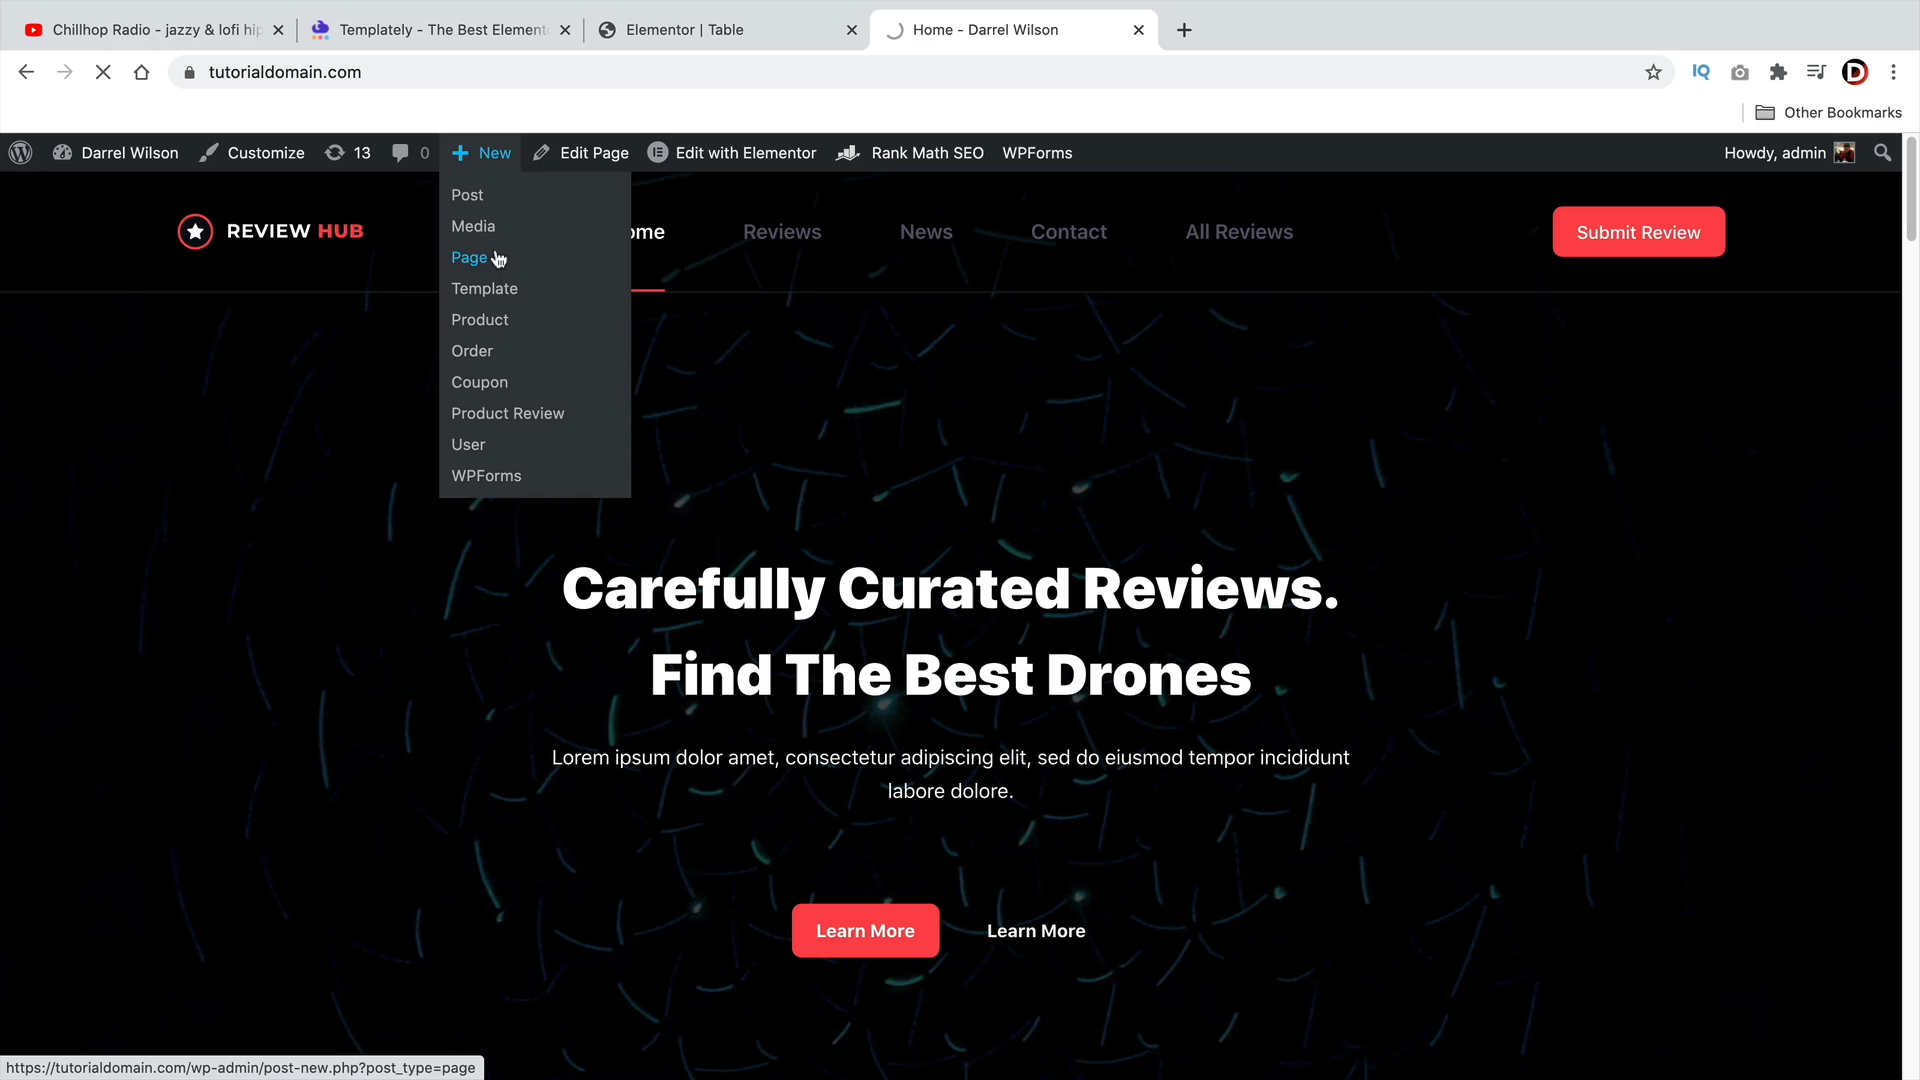 Chillhop Radio - jazzy & lofi hip
Templately - The Best Element
Elementor | Table
Home - Darrel Wilson
tutorialdomain.com
IQ
D
Other Bookmarks
Darrel Wilson
Customize
13
0
New
Edit Page
Edit with Elementor
Rank Math SEO
WPForms
Howdy, admin
Post
Media
Page
Template
Product
Order
Coupon
Product Review
User
WPForms
REVIEW HUB
ome
Reviews
News
Contact
All Reviews
Submit Review
Carefully Curated Reviews.
Find The Best Drones
Lorem ipsum dolor amet, consectetur adipiscing elit, sed do eiusmod tempor incididunt
labore dolore.
Learn More
Learn More
https://tutorialdomain.com/wp-admin/post-new.php?post_type=page